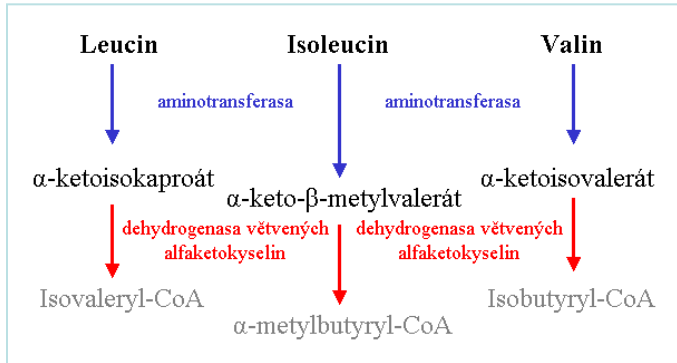 Leucin Isoleucin Valin
aminotransferasa aminotransferasa
α-ketoisokaproát α-keto-β-metylvalerát α-ketoisovalerát
dehydrogenasa větvených dehydrogenasa větvených
alfaketokyselin alfaketokyselin
Isovaleryl-CoA α-metylbutyryl-CoA Isobutyryl-CoA